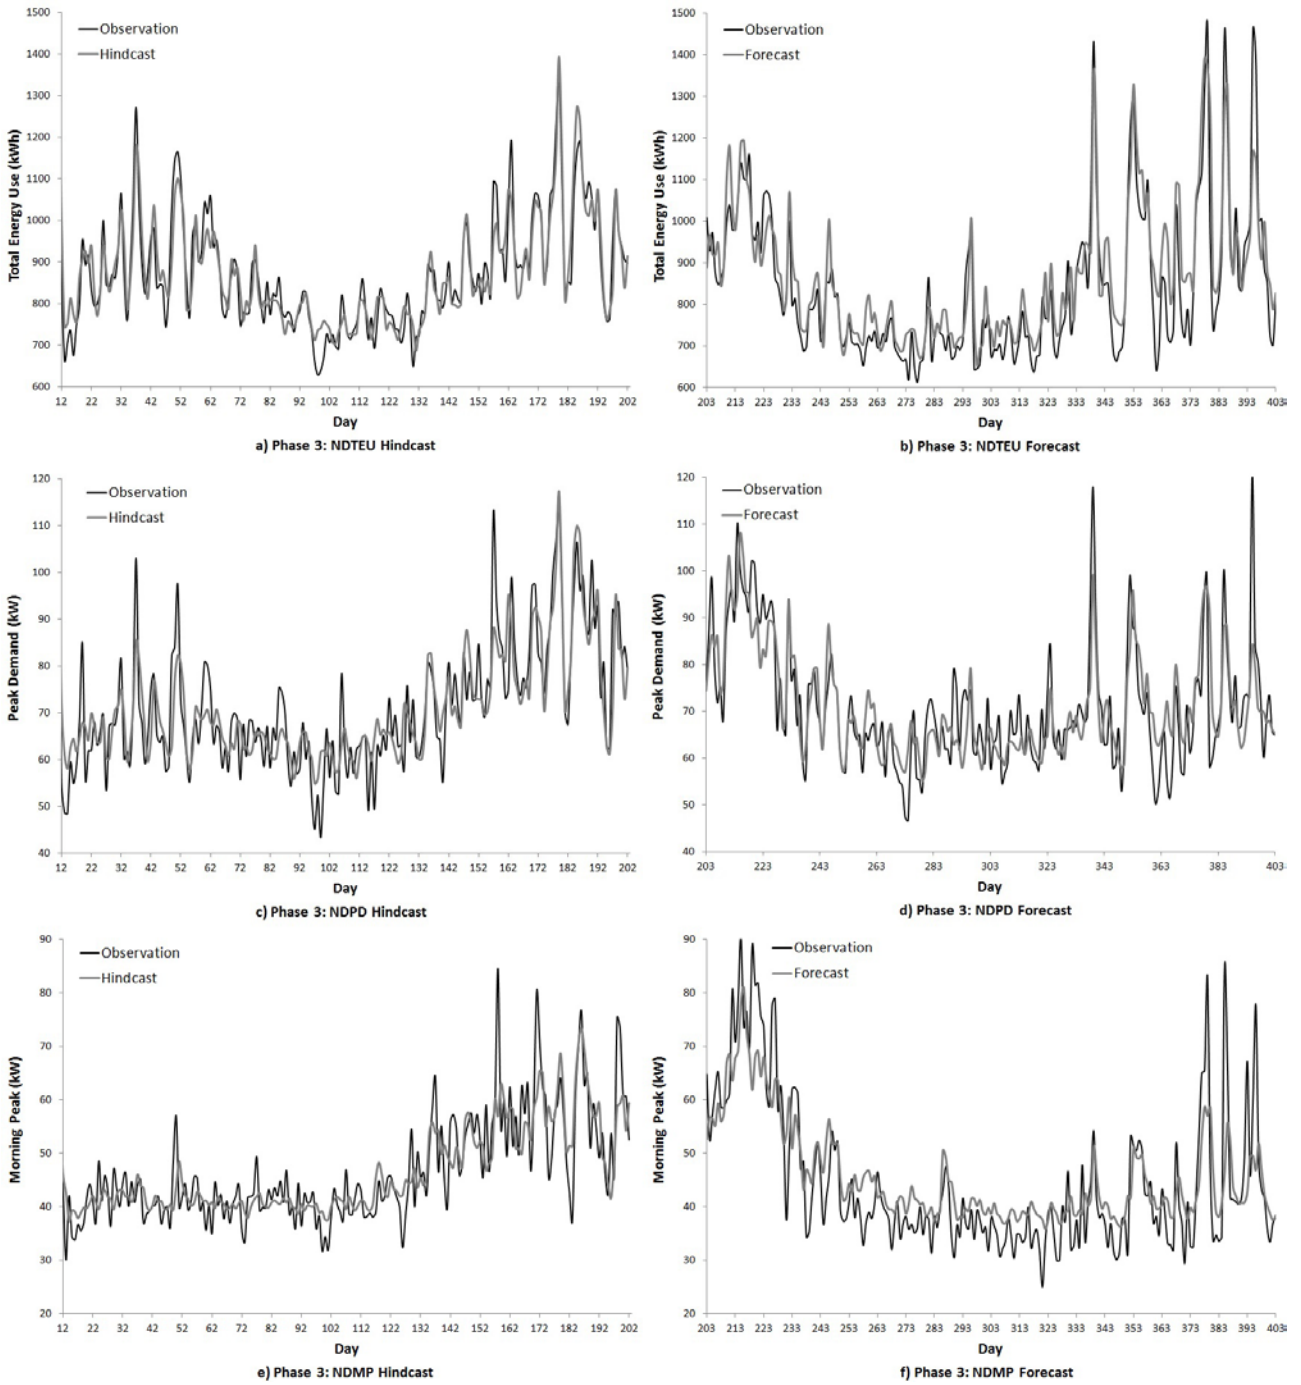 1500
1400
1300
1200
1100
1000
900
800
700
600
Total Energy Use (kWh)
Observation
Hindcast
12 22 32 42 52 62 72 82 92 102 112 122 132 142 152 162 172 182 192 202
Day
a) Phase 3: NDTEU Hindcast
1500
1400
1300
1200
1100
1000
900
800
700
600
Total Energy Use (kWh)
Observation
Forecast
203 213 223 233 243 253 263 273 283 293 303 313 323 333 343 353 363 373 383 393 403
Day
b) Phase 3: NDTEU Forecast
120
110
100
90
80
70
60
50
40
Peak Demand (kW)
Observation
Hindcast
12 22 32 42 52 62 72 82 92 102 112 122 132 142 152 162 172 182 192 202
Day
c) Phase 3: NDPD Hindcast
120
110
100
90
80
70
60
50
40
Peak Demand (kW)
Observation
Forecast
203 223 243 263 283 303 323 343 363 383 403
Day
d) Phase 3: NDPD Forecast
90
80
70
60
50
40
30
20
Morning Peak (kW)
Observation
Hindcast
12 22 32 42 52 62 72 82 92 102 112 122 132 142 152 162 172 182 192 202
Day
e) Phase 3: NDMP Hindcast
90
80
70
60
50
40
30
20
Morning Peak (kW)
Observation
Forecast
203 213 223 233 243 253 263 273 283 293 303 313 323 333 343 353 363 373 383 393 403
Day
f) Phase 3: NDMP Forecast